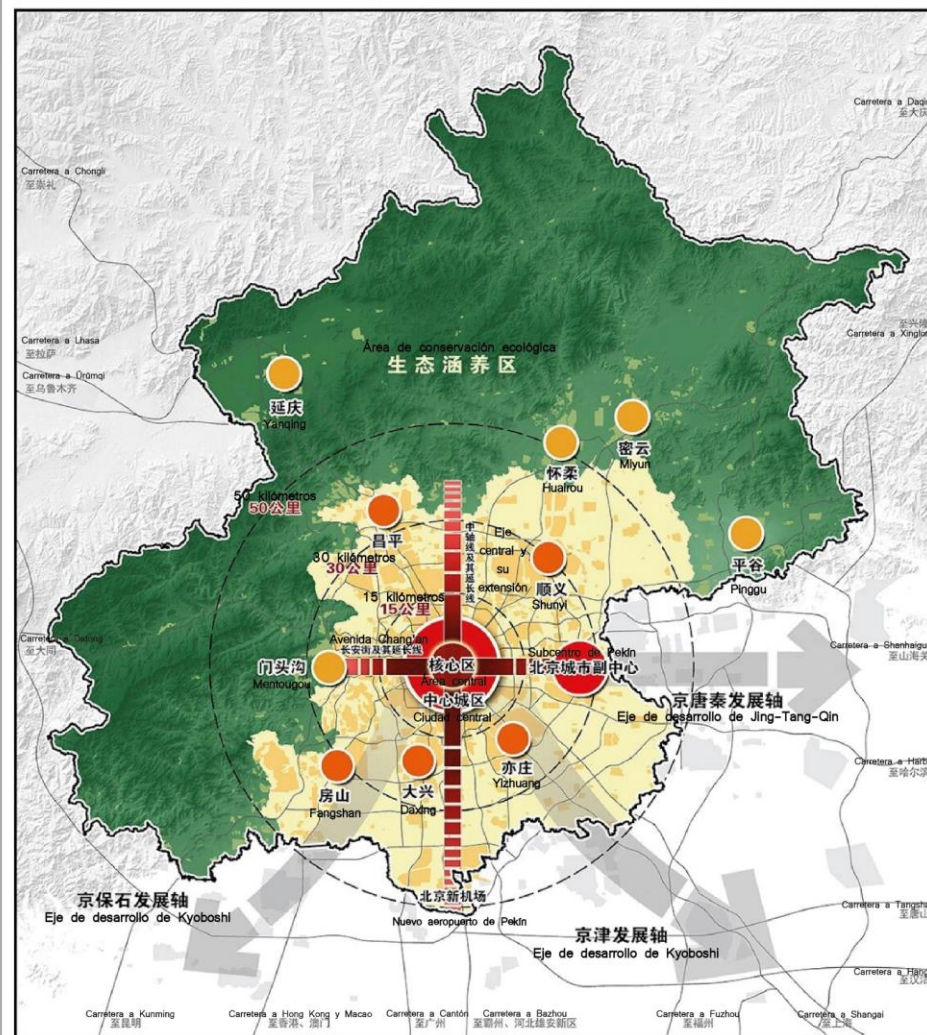 Carretera a Daqin
至大庆
Carretera a Chongli
至崇礼
至兴隆
Carretera a Xinglon
Carretera a Lhasa
至拉萨
Carretera a Ürümqi
至乌鲁木齐
Área de conservación ecológica
生态涵养区
延庆
Yanqing
密云
Miyun
怀柔
Huairou
50 kilómetros
50公里
昌平
30 kilómetros
30公里
中轴线及其延长线
Eje
central y
su
extensión
顺义
Shunyi
平谷
Pinggu
15 kilómetros
15公里
Avenida Chang'an
长安街及其延长线
Carretera a Datong
至大同
门头沟
Mentougou
核心区
Área central
中心城区
Ciudad central
Subcentro de Pekín
北京城市副中心
Carretera a Shanhaigu
至山海关
京唐秦发展轴
Eje de desarrollo de Jing-Tang-Qin
房山
Fangshan
大兴
Daxing
亦庄
Yizhuang
Carretera a Harb
至哈尔滨
京保石发展轴
Eje de desarrollo de Kyoboshi
北京新机场
Nuevo aeropuerto de Pekín
京津发展轴
Eje de desarrollo de Kyoboshi
Carretera a Tangsha
至唐山
Carretera a Hang
Carretera a Kunming
至昆明
Carretera a Hong Kong y Macao
至香港、澳门
Carretera a Cantón
至广州
Carretera a Bazhou
至霸州、河北雄安新区
Carretera a Fuzhou
至福州
Carretera a Shangai
至上海